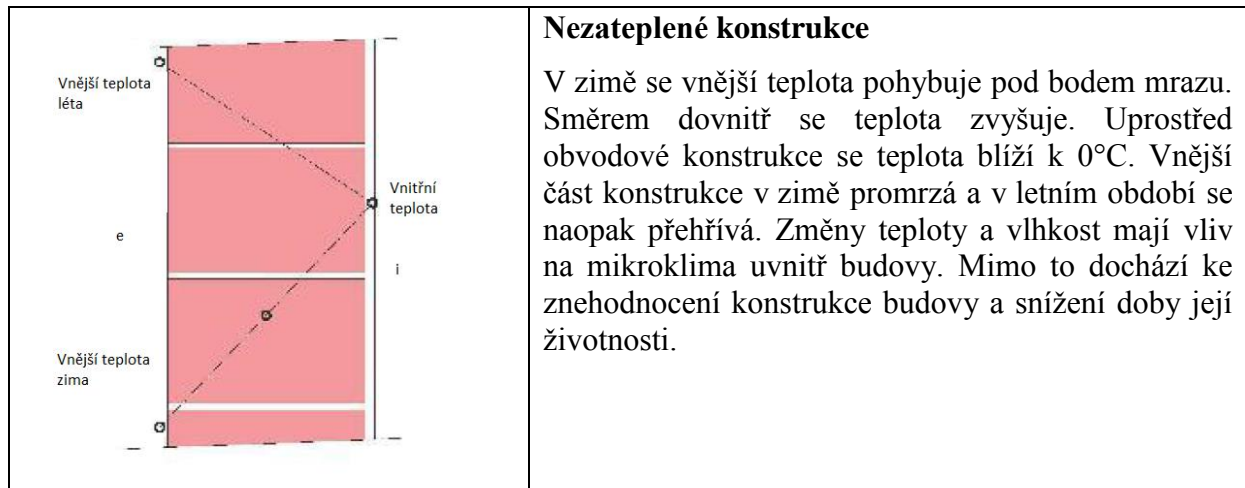 Vnější teplota
léta
e
Vnitřní
teplota
i
Vnější teplota
zima
Nezateplené konstrukce
V zimě se vnější teplota pohybuje pod bodem mrazu.
Směrem dovnitř se teplota zvyšuje. Uprostřed
obvodové konstrukce se teplota blíží k 0°C. Vnější
část konstrukce v zimě promrzá a v letním období se
naopak přehřívá. Změny teploty a vlhkost mají vliv
na mikroklima uvnitř budovy. Mimo to dochází ke
znehodnocení konstrukce budovy a snížení doby její
životnosti.